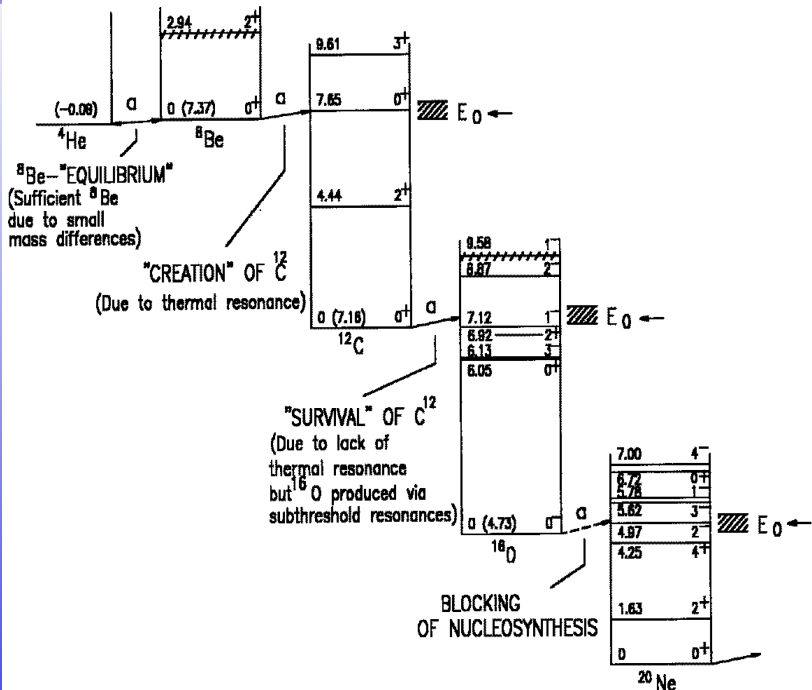 2.94 2+
(-0.08) a 0 (7.37) 0+ a
4He
8Be
8Be-"EQUILIBRIUM"
(Sufficient 8Be
due to small
mass differences)
9.61 3+
7.65 0+
E0
4.44 2+
0 (7.16) 0+ a
12C
"CREATION" OF 12C
(Due to thermal resonance)
9.58 1-
8.87 2-
7.12 1-
E0
6.92 2+
6.13 3-
6.05 0+
0 (4.73) 0- a
16O
"SURVIVAL" OF C12
(Due to lack of
thermal resonance
but 16O produced via
subthreshold resonances)
7.00 4-
6.72 0+
5.78 1-
5.62 3-
4.97 2-
E0
4.25 4+
1.63 2+
0 0+
20Ne
BLOCKING
OF NUCLEOSYNTHESIS